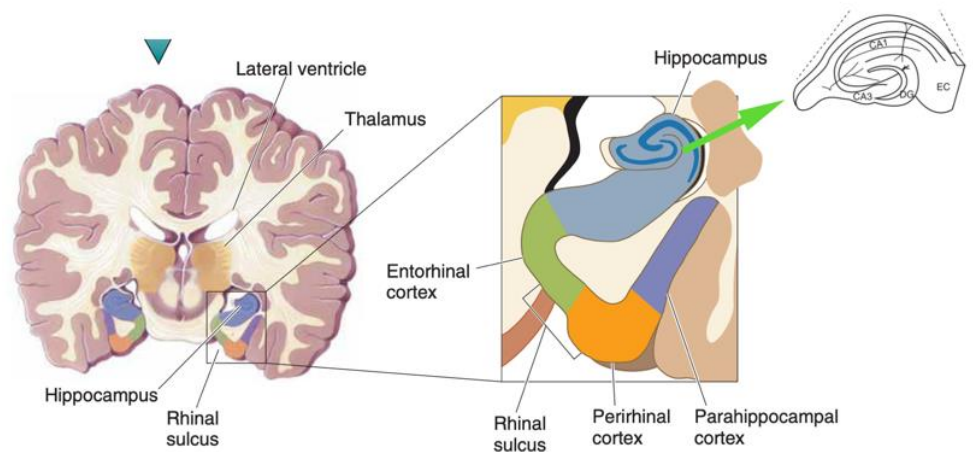 Lateral ventricle
Thalamus
Hippocampus
Rhinal
sulcus
Hippocampus
Entorhinal
cortex
Rhinal
sulcus
Perirhinal
cortex
Parahippocampal
cortex
CA1
CA3
DG
EC